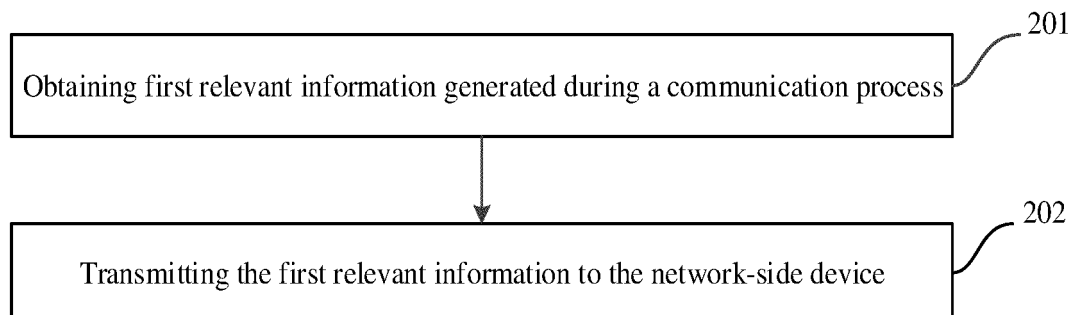 201
Obtaining first relevant information generated during a communication process
202
Transmitting the first relevant information to the network-side device